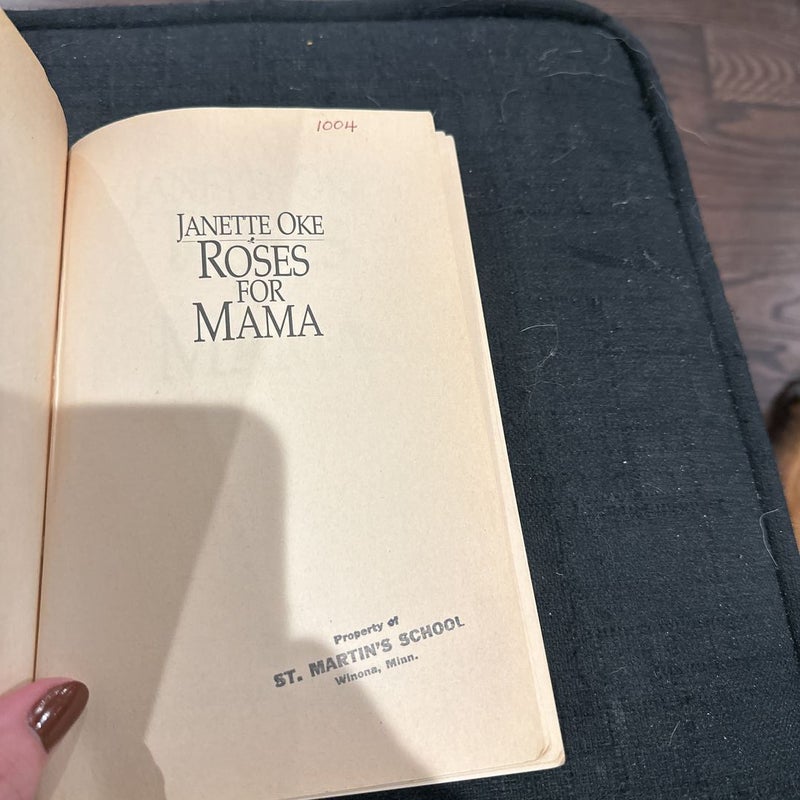 1004
JANETTE OKE
ROSES
FOR
MAMA
Property of
ST. MARTIN'S SCHOOL
Winona, Minn.